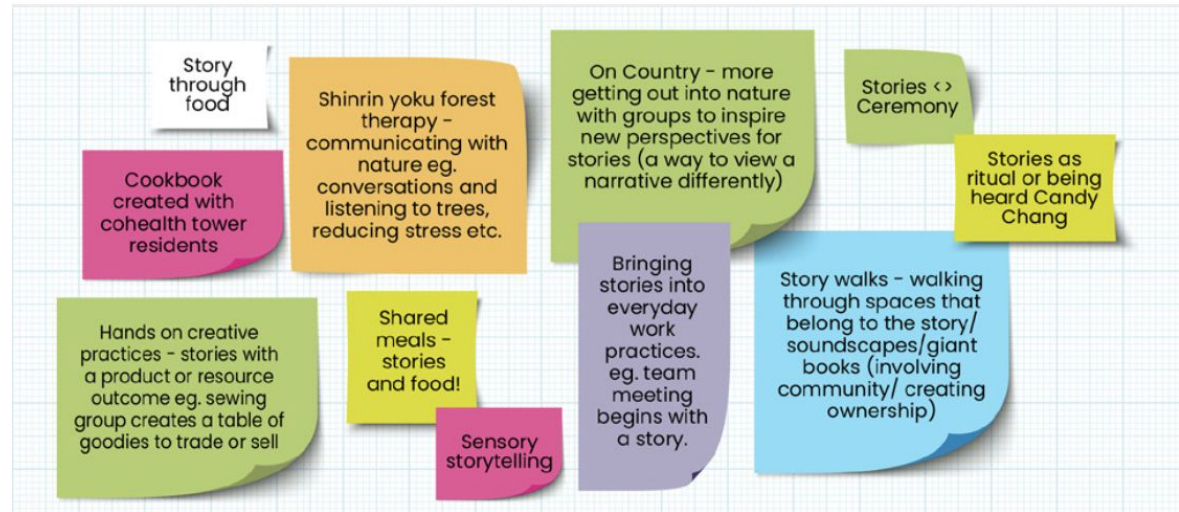 Story
through
food
Shinrin yoku forest
therapy -
communicating with
nature eg.
conversations and
listening to trees,
reducing stress etc.
On Country - more
getting out into nature
with groups to inspire
new perspectives for
stories (a way to view a
narrative differently)
Stories <>
Ceremony
Stories as
ritual or being
heard Candy
Chang
Cookbook
created with
cohealth tower
residents
Hands on creative
practices - stories with
a product or resource
outcome eg. sewing
group creates a table of
goodies to trade or sell
Shared
meals -
stories
and food!
Sensory
storytelling
Bringing
stories into
everyday
work
practices.
eg. team
meeting
begins with
a story.
Story walks - walking
through spaces that
belong to the story/
soundscapes/giant
books (involving
community/ creating
ownership)